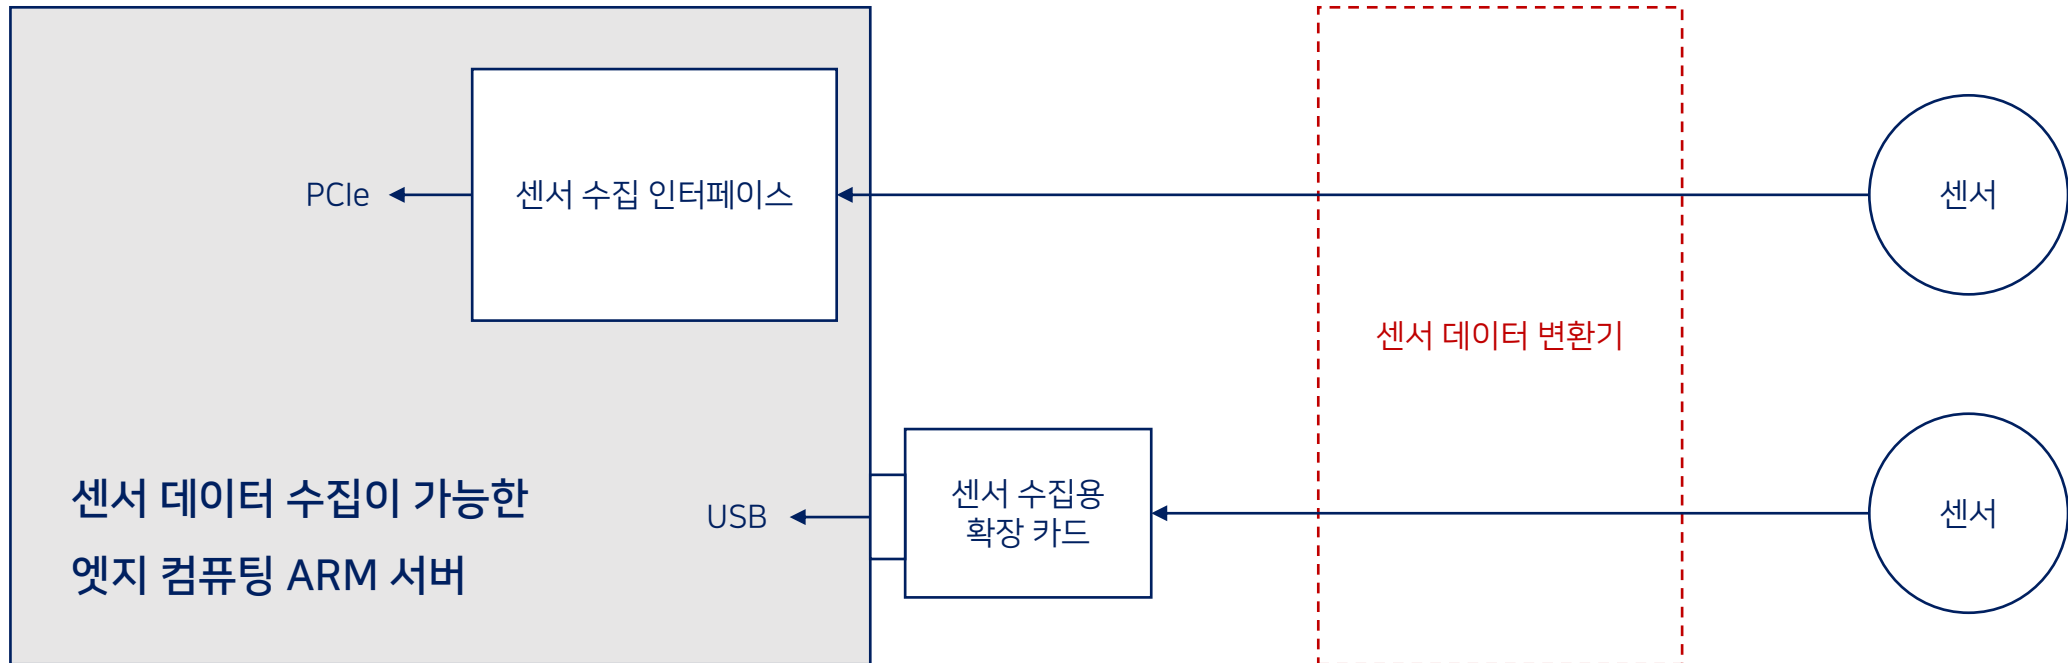 PCIe
센서 수집 인터페이스
센서
센서 데이터 변환기
센서 데이터 수집이 가능한
엣지 컴퓨팅 ARM 서버
USB
센서 수집용
확장 카드
센서